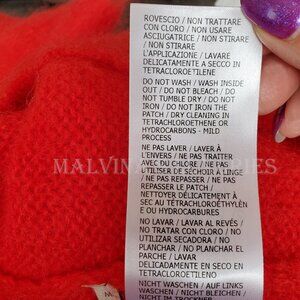 ROVESCIO / NON TRATTARE
CON CLORO / NON USARE
ASCIUGATRICE / NON STIRARE
/ NON STIRARE
L'APPLICAZIONE / LAVARE
DELICATAMENTE A SECCO IN
TETRACLOROETILENE
DO NOT WASH / WASH INSIDE
OUT / DO NOT BLEACH / DO
NOT TUMBLE DRY / DO NOT
IRON / DO NOT IRON THE
PATCH / DRY CLEANING IN
TETRACHLOROETHENE OR
HYDROCARBONS - MILD
PROCESS
NE PAS LAVER / LAVER À
L'ENVERS / NE PAS TRAITER
AVEC DU CHLORE / NE PAS
UTILISER DE SÉCHOIR À LINGE
/ NE PAS REPASSER / NE PAS
REPASSER LE PATCH /
NETTOYER DÉLICATEMENT À
SEC AU TÉTRACHLOROÉTHYLÈN
E OU HYDROCARBURES
NO LAVAR / LAVAR AL REVÉS /
NO TRATAR CON CLORO / NO
UTILIZAR SECADORA / NO
PLANCHAR / NO PLANCHAR EL
PARCHE / LAVAR
DELICADAMENTE EN SECO EN
TETRACLOROETILENO
NICHT WASCHEN / AUF LINKS
WASCHEN / NICHT BLEICHEN /
NICHT IM TROCKNER